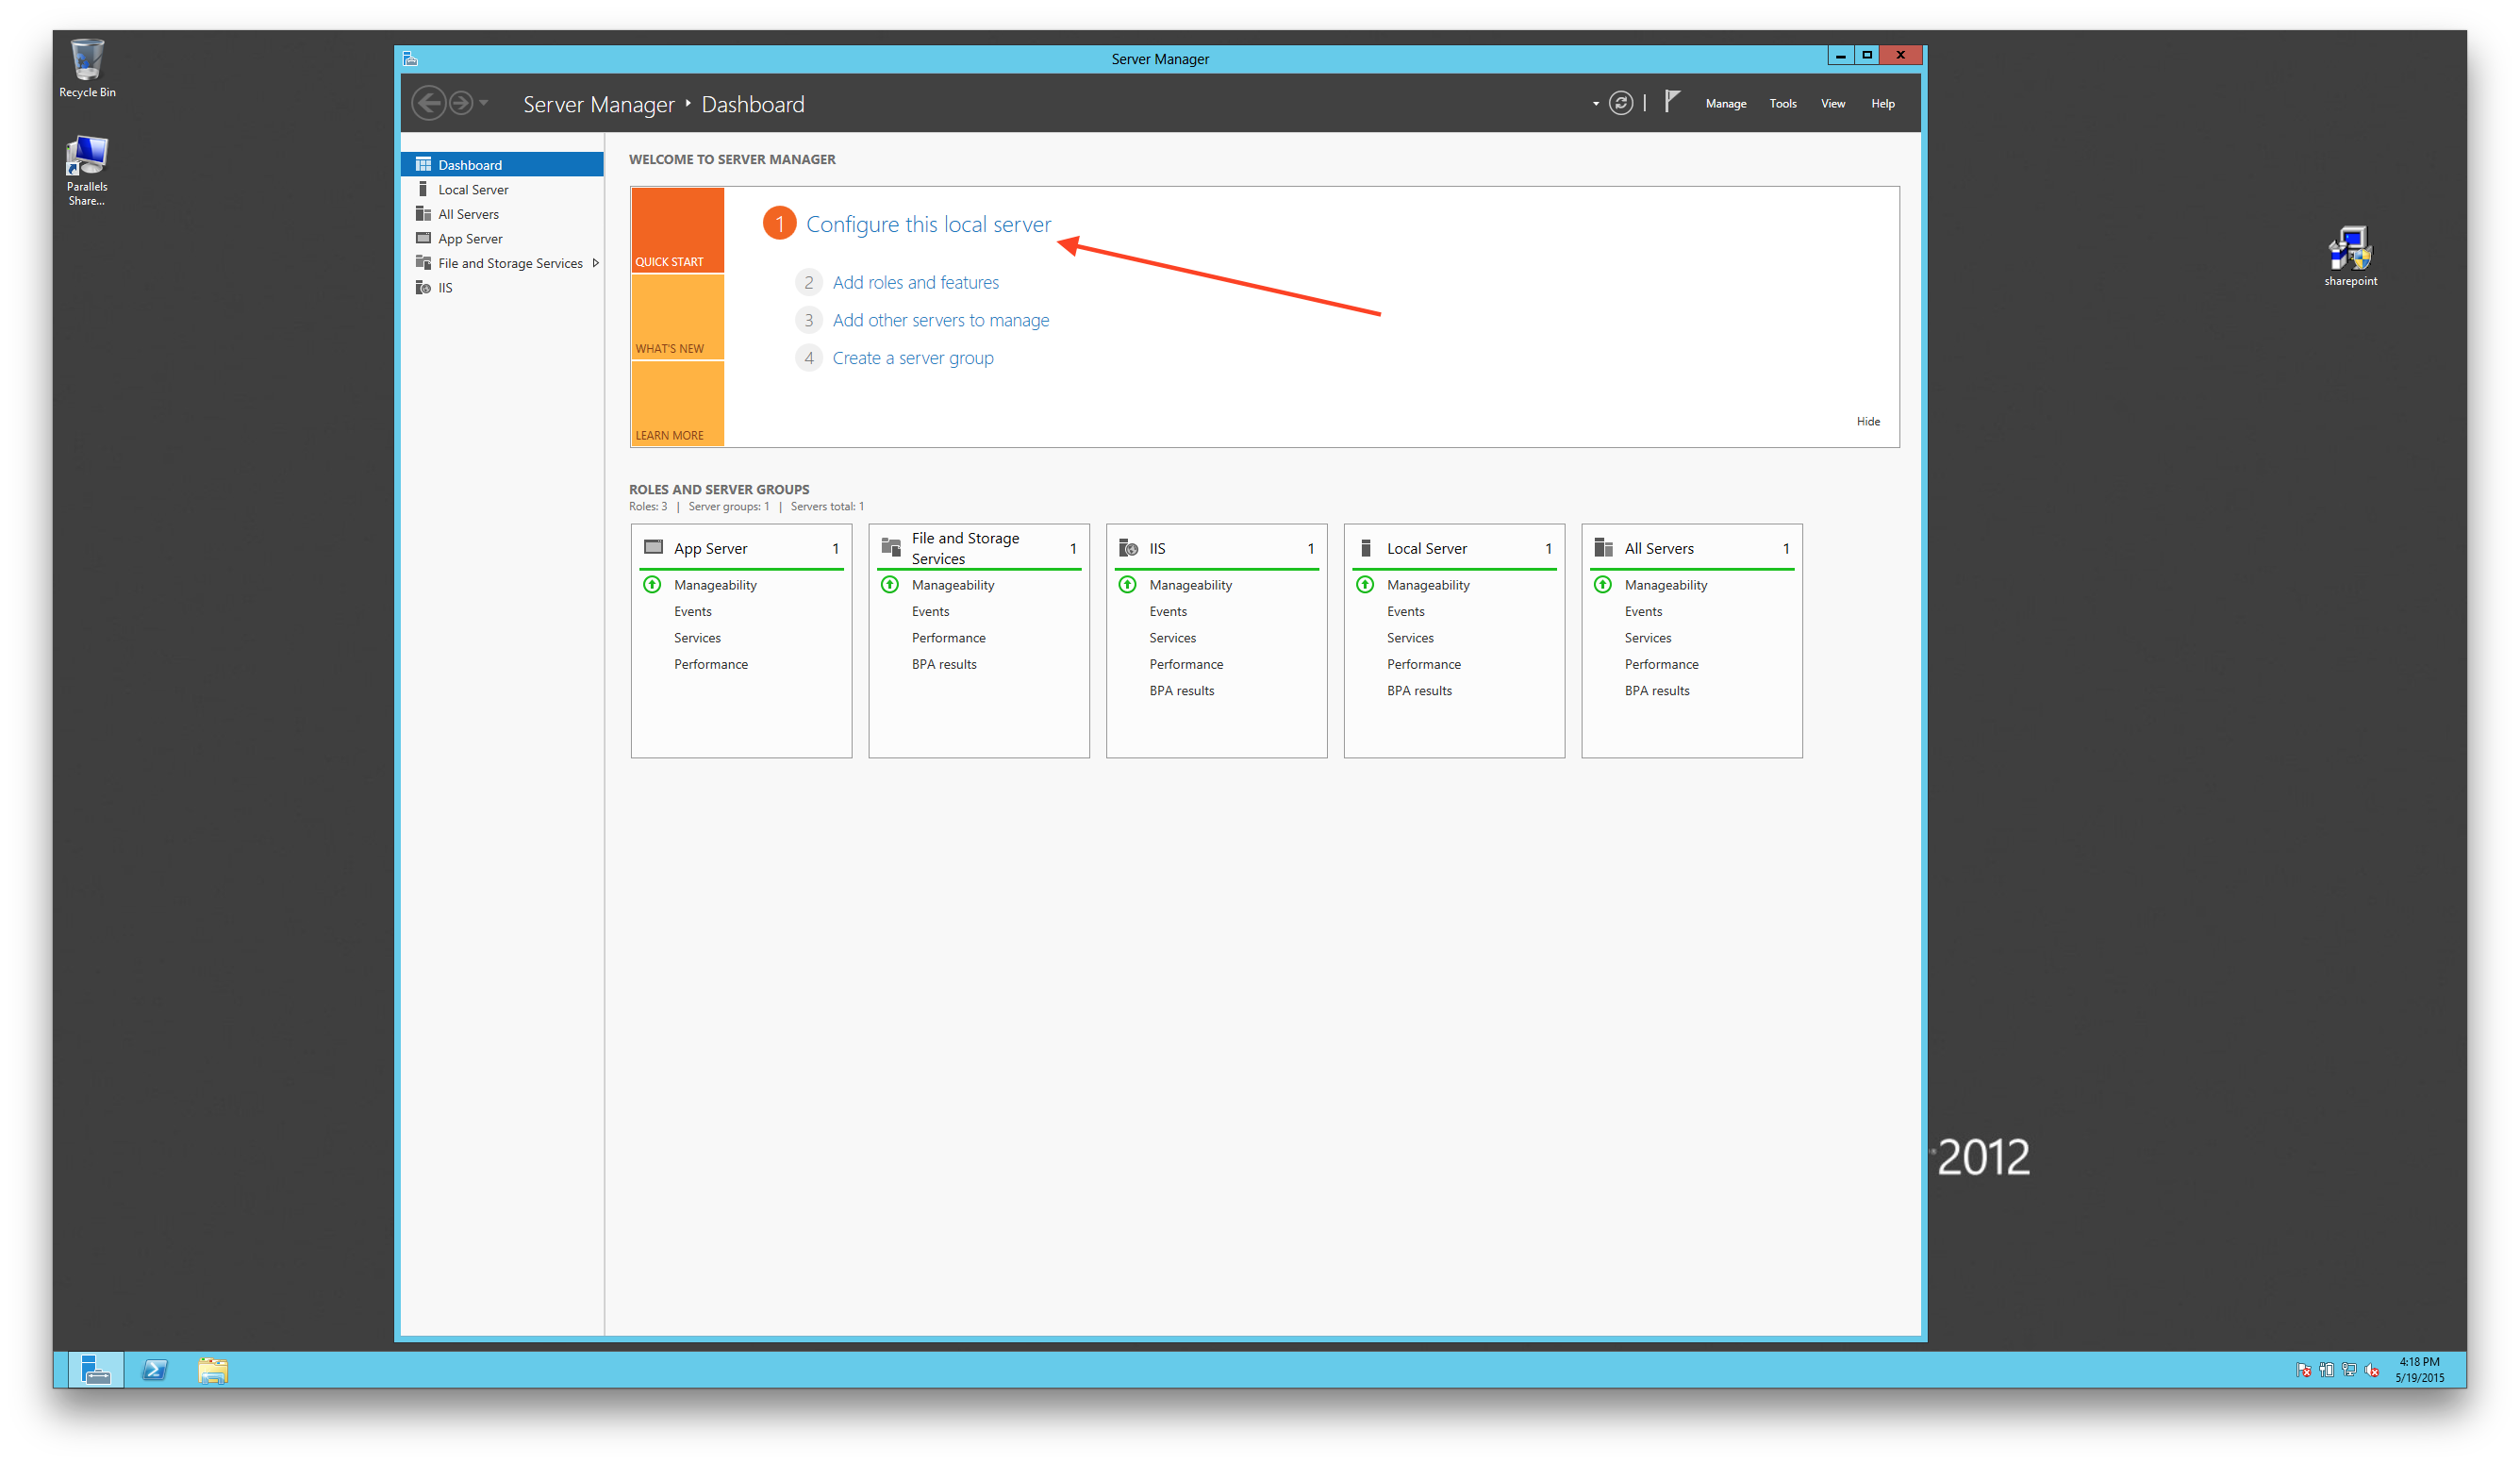 Recycle Bin
Parallels
Share...
Server Manager
Server Manager Dashboard
Manage Tools View Help
Dashboard
Local Server
All Servers
App Server
File and Storage Services
IIS
WELCOME TO SERVER MANAGER
QUICK START
WHAT'S NEW
LEARN MORE
1 Configure this local server
2 Add roles and features
3 Add other servers to manage
4 Create a server group
Hide
ROLES AND SERVER GROUPS
Roles: 3 | Server groups: 1 | Servers total: 1
App Server 1
Manageability
Events
Services
Performance
File and Storage
Services 1
Manageability
Events
Performance
BPA results
IIS 1
Manageability
Events
Services
Performance
BPA results
Local Server 1
Manageability
Events
Services
Performance
BPA results
All Servers 1
Manageability
Events
Services
Performance
BPA results
sharepoint
2012
4:18 PM
5/19/2015